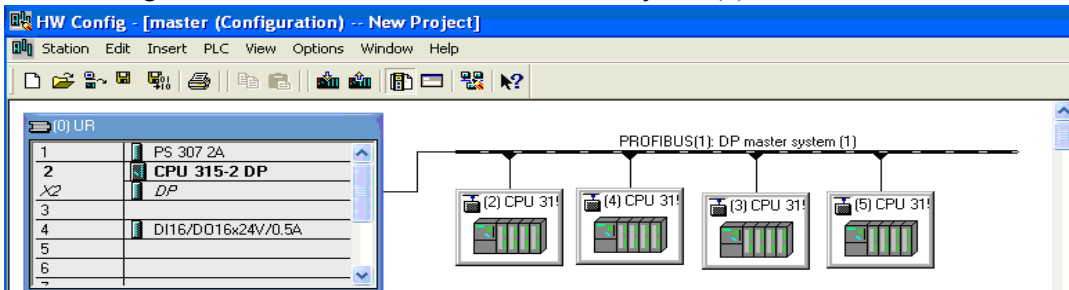 HW Config - [master (Configuration) -- New Project]
Station Edit Insert PLC View Options Window Help
(0) UR
1 PS 307 2A
2 CPU 315-2 DP
X2 DP
3
4 DI16/DO16x24V/0.5A
5
6
PROFIBUS(1): DP master system (1)
(2) CPU 31
(4) CPU 31
(3) CPU 31
(5) CPU 31